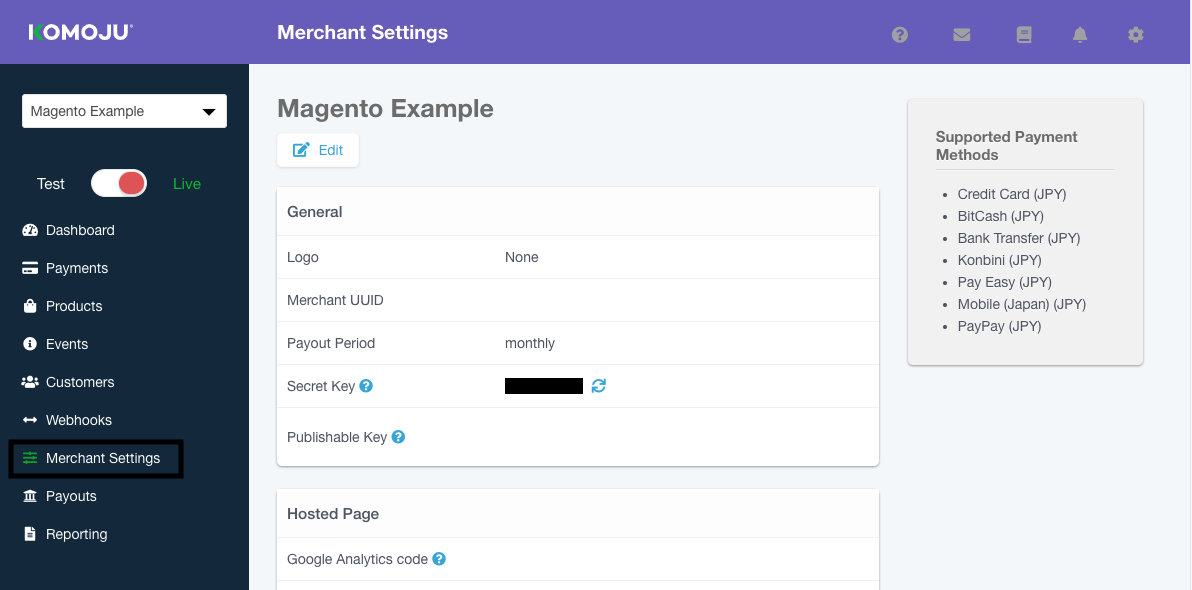 KOMOJU
Merchant Settings
Magento Example
Test
Live
Dashboard
Payments
Products
Events
Customers
Webhooks
Merchant Settings
Payouts
Reporting
Magento Example
Edit
General
Logo None
Merchant UUID
Payout Period monthly
Secret Key
Publishable Key
Hosted Page
Google Analytics code
Supported Payment
Methods
• Credit Card (JPY)
• BitCash (JPY)
• Bank Transfer (JPY)
• Konbini (JPY)
• Pay Easy (JPY)
• Mobile (Japan) (JPY)
• PayPay (JPY)